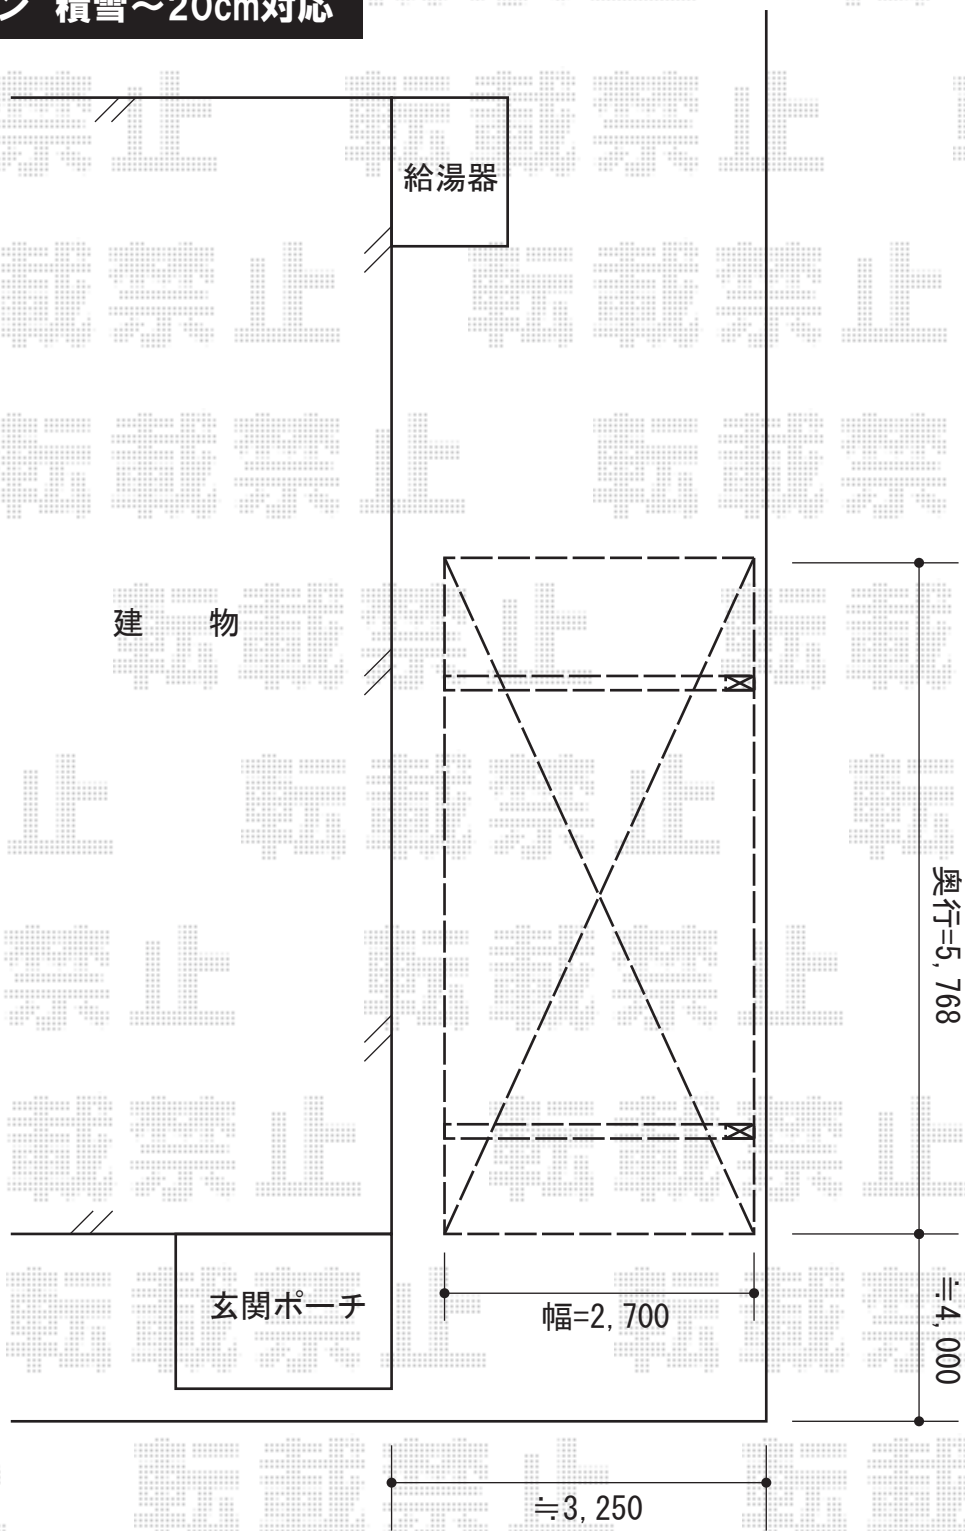 ン 積雪～20cm対応
給湯器
建 物
奥行=5,768
玄関ポーチ
幅=2,700
≒4,000
≒3,250
転載禁止